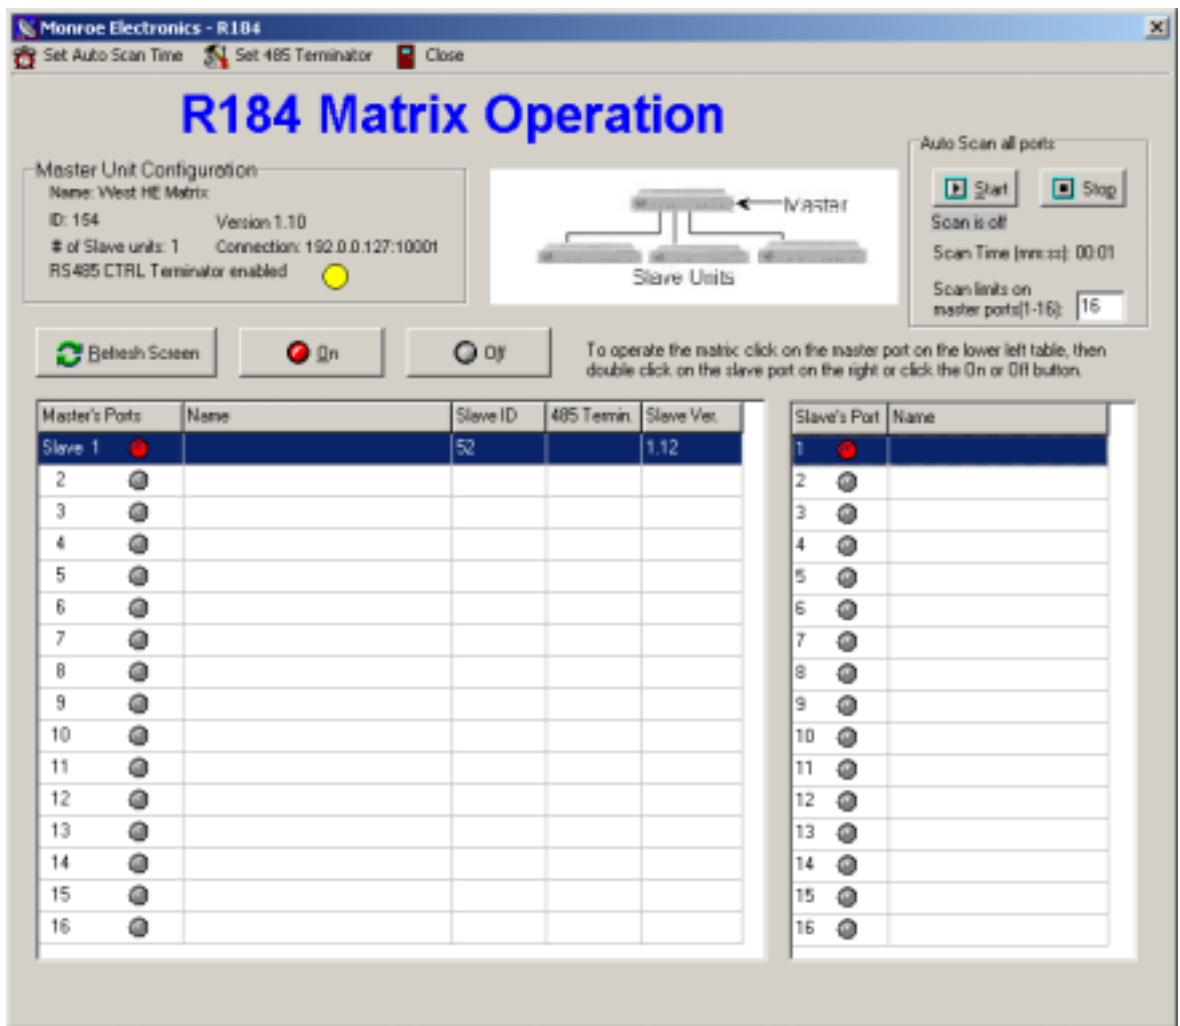 Monroe Electronics - R184
Set Auto Scan Time Set 485 Terminator Close
R184 Matrix Operation
Master Unit Configuration
Name: West HE Matrix
ID: 154 Version 1.10
# of Slave units: 1 Connection: 192.0.0.127:10001
RS485 CTRL Terminator enabled
Master
Slave Units
Auto Scan all ports
Start Stop
Scan is off
Scan Time (mm:ss): 00:01
Scan limits on
master ports(1-16): 16
Refresh Screen On Off
To operate the matrix click on the master port on the lower left table, then
double click on the slave port on the right or click the On or Off button.
Master's Ports Name Slave ID 485 Termin. Slave Ver.
Slave 1 52 1.12
2
3
4
5
6
7
8
9
10
11
12
13
14
15
16
Slave's Port Name
1
2
3
4
5
6
7
8
9
10
11
12
13
14
15
16